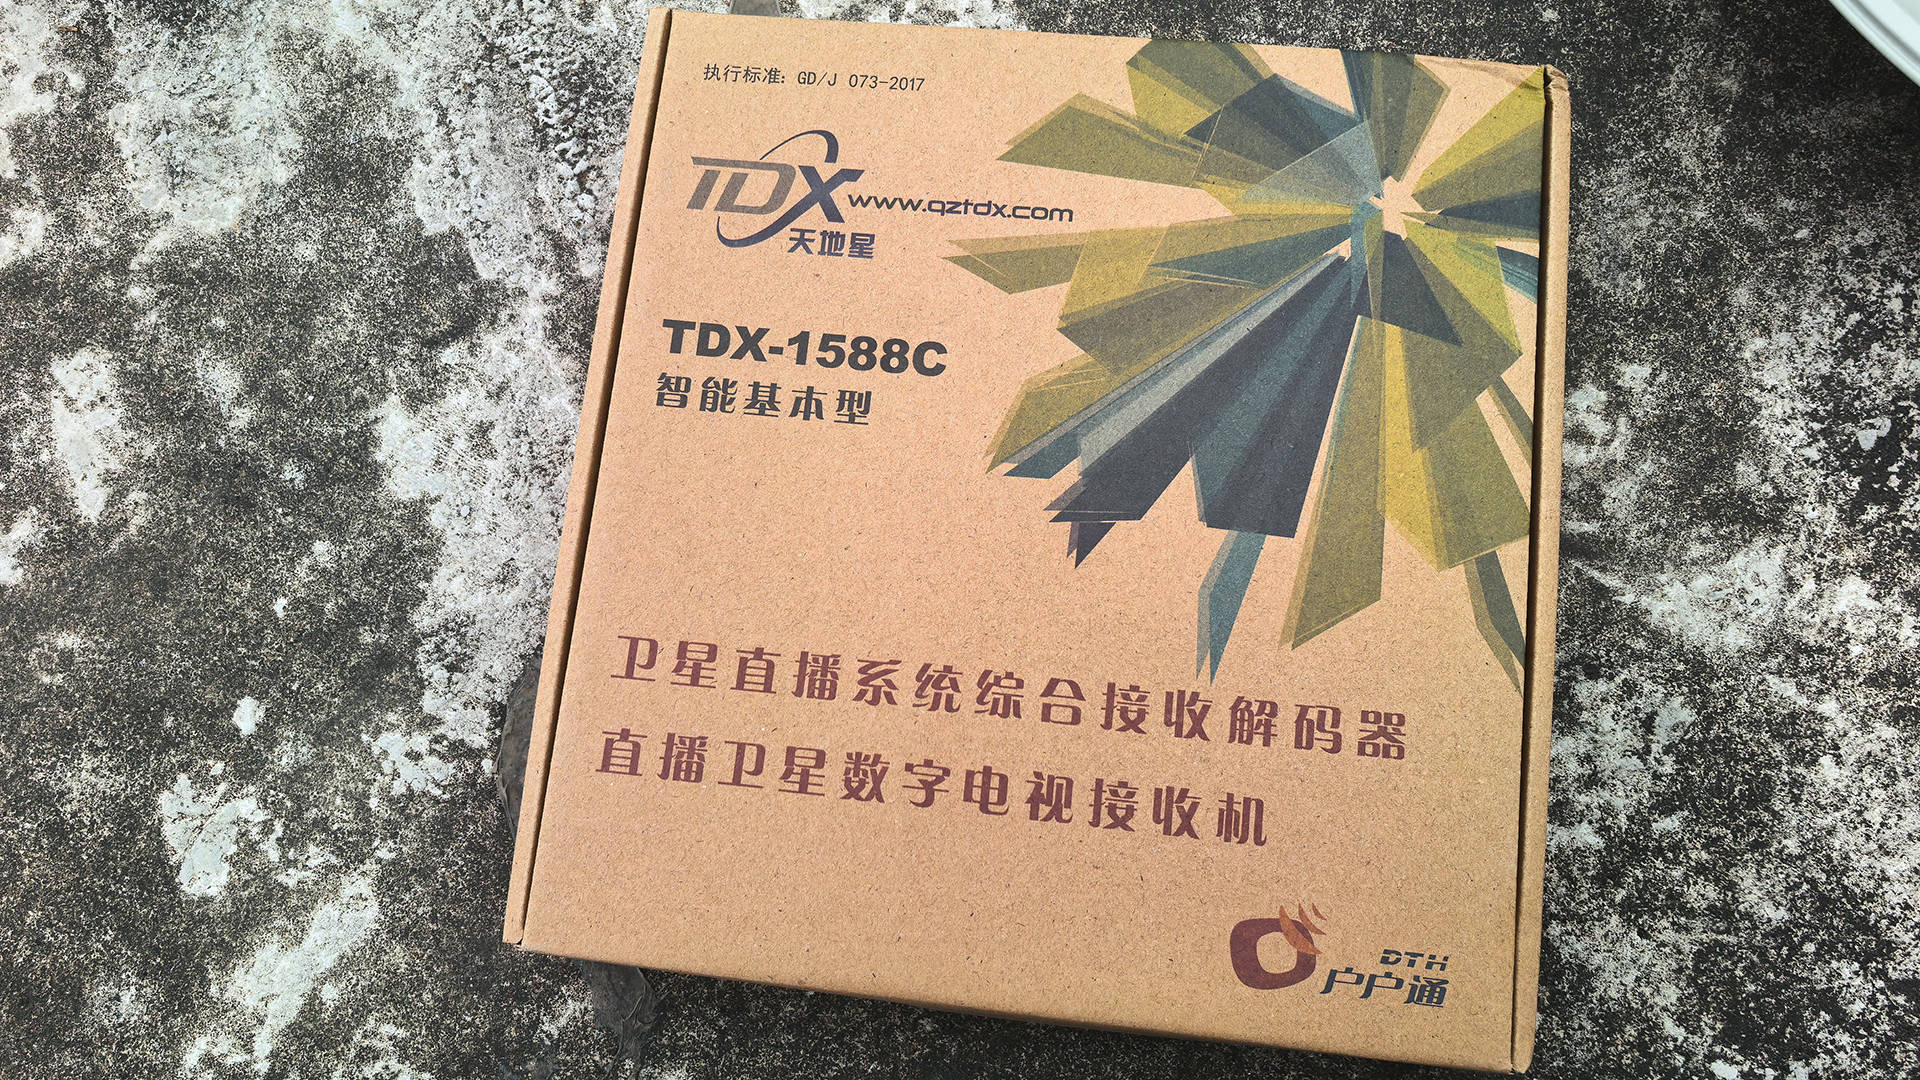 执行标准: GD/J 073-2017
TDX www.qztdx.com
天地星
TDX-1588C
智能基本型
卫星直播系统综合接收解码器
直播卫星数字电视接收机
DTH
户户通